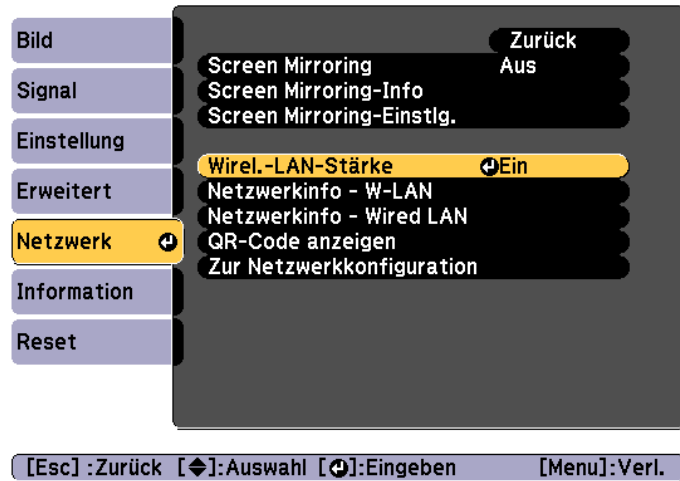 Bild
Signal
Einstellung
Erweitert
Netzwerk
Information
Reset
Zurück
Screen Mirroring Aus
Screen Mirroring-Info
Screen Mirroring-Einstlg.
Wirel.-LAN-Stärke Ein
Netzwerkinfo - W-LAN
Netzwerkinfo - Wired LAN
QR-Code anzeigen
Zur Netzwerkkonfiguration
[Esc] :Zurück [◆]:Auswahl [⏎]:Eingeben [Menu]:Verl.